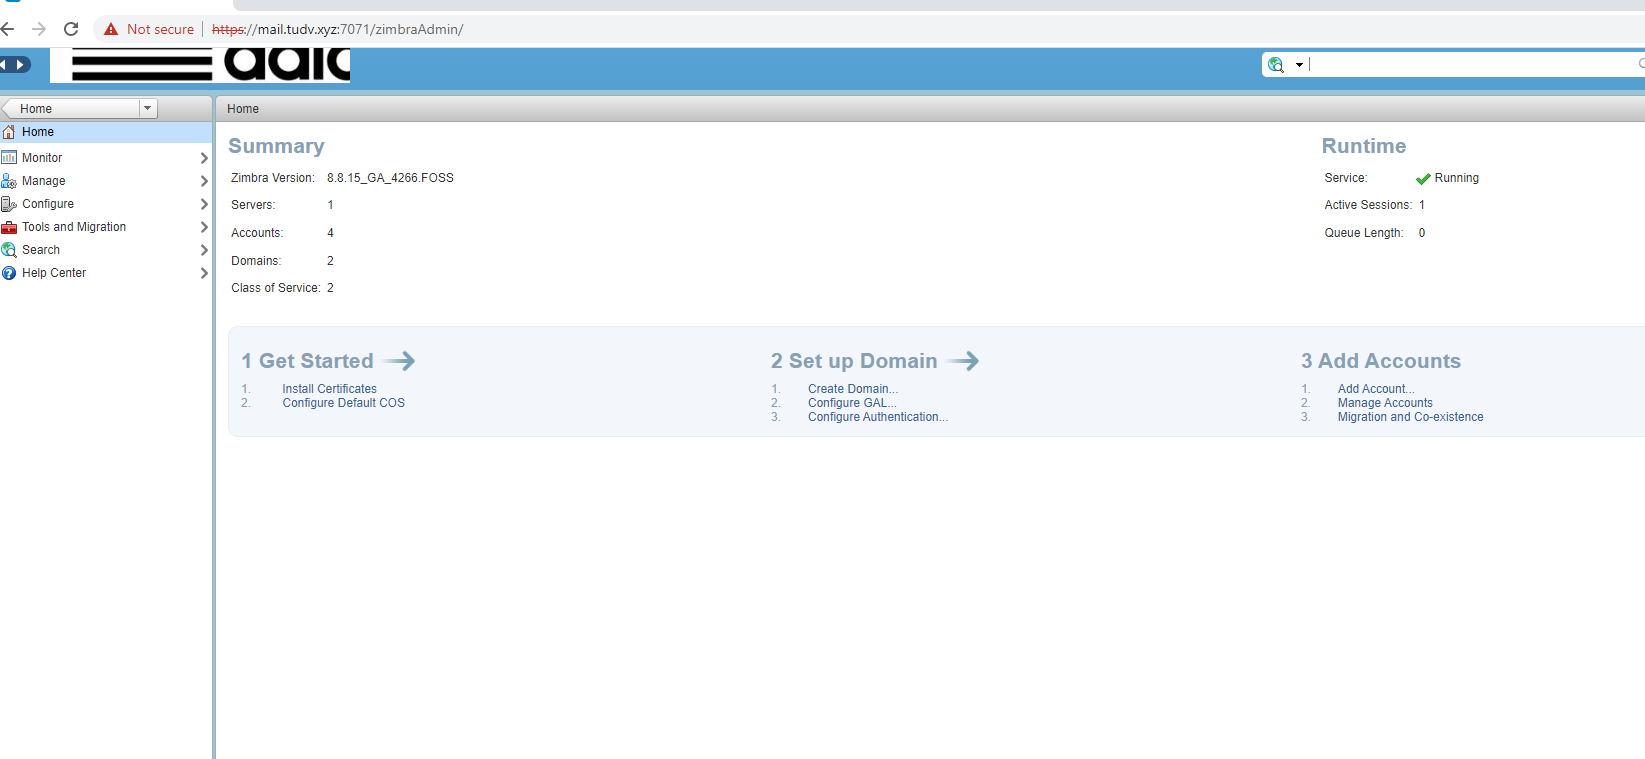 Not secure https://mail.tudv.xyz:7071/zimbraAdmin/
Home
Home
Home
Monitor
Manage
Configure
Tools and Migration
Search
Help Center
Summary
Zimbra Version: 8.8.15_GA_4266.FOSS
Servers: 1
Accounts: 4
Domains: 2
Class of Service: 2
Runtime
Service: Running
Active Sessions: 1
Queue Length: 0
1 Get Started
1. Install Certificates
2. Configure Default COS
2 Set up Domain
1. Create Domain...
2. Configure GAL...
3. Configure Authentication...
3 Add Accounts
1. Add Account...
2. Manage Accounts
3. Migration and Co-existence